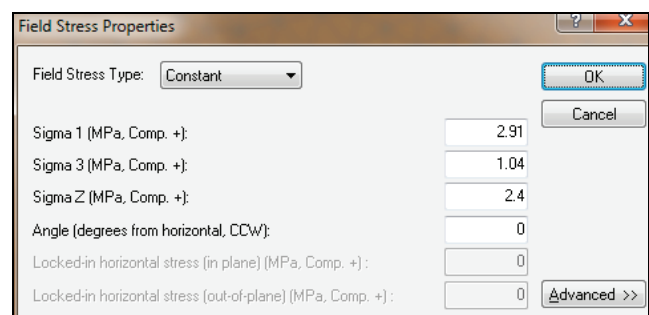 Field Stress Properties
? X
Field Stress Type: Constant
OK
Cancel
Sigma 1 (MPa, Comp. +): 2.91
Sigma 3 (MPa, Comp. +): 1.04
Sigma Z (MPa, Comp. +): 2.4
Angle (degrees from horizontal, CCW): 0
Locked-in horizontal stress (in plane) (MPa, Comp. +) : 0
Locked-in horizontal stress (out-of-plane) (MPa, Comp. +) : 0
Advanced >>